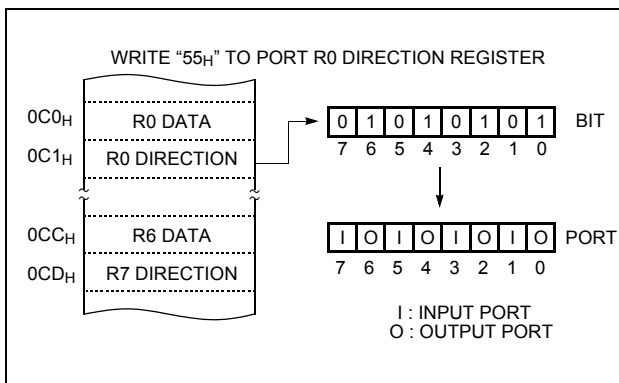 WRITE “55H” TO PORT R0 DIRECTION REGISTER
0C0H R0 DATA
0C1H R0 DIRECTION
0 1 0 1 0 1 0 1 BIT
7 6 5 4 3 2 1 0
0CCH R6 DATA
0CDH R7 DIRECTION
I O I O I O I O PORT
7 6 5 4 3 2 1 0
I : INPUT PORT
O : OUTPUT PORT